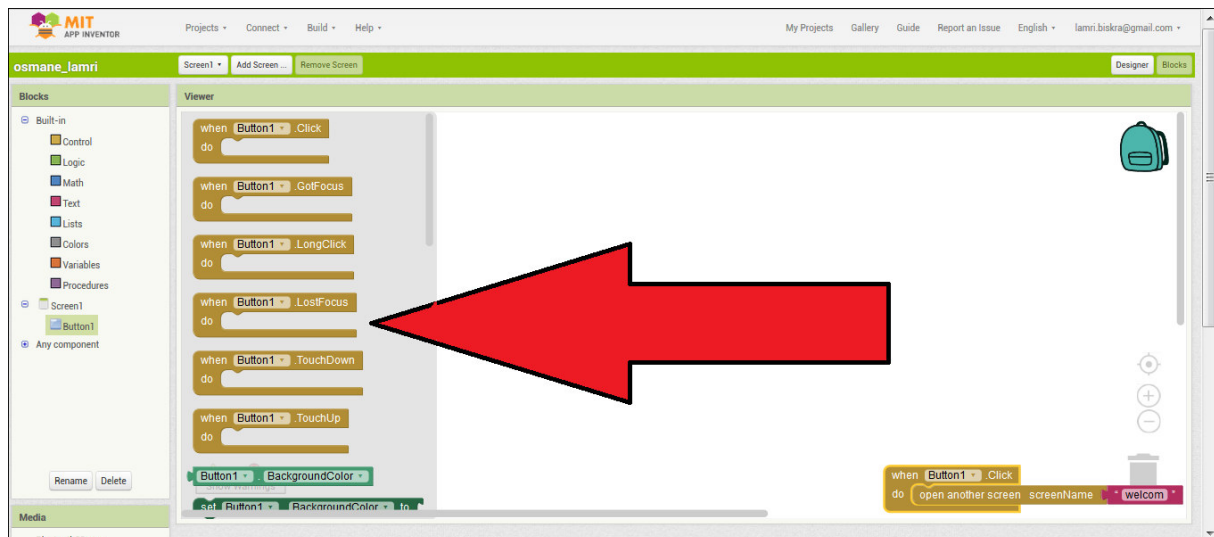 MIT
APP INVENTOR
Projects Connect Build Help
My Projects Gallery Guide Report an Issue English lamri.biskra@gmail.com
osmane_lamri
Screen1 Add Screen ... Remove Screen
Designer Blocks
Blocks
Viewer
Built-in
Control
Logic
Math
Text
Lists
Colors
Variables
Procedures
Screen1
Button1
Any component
Rename Delete
Media
when Button1 .Click
do
when Button1 .GotFocus
do
when Button1 .LongClick
do
when Button1 .LostFocus
do
when Button1 .TouchDown
do
when Button1 .TouchUp
do
Button1 . BackgroundColor
Show Warnings
set Button1 . BackgroundColor to
when Button1 .Click
do open another screen screenName " welcom "